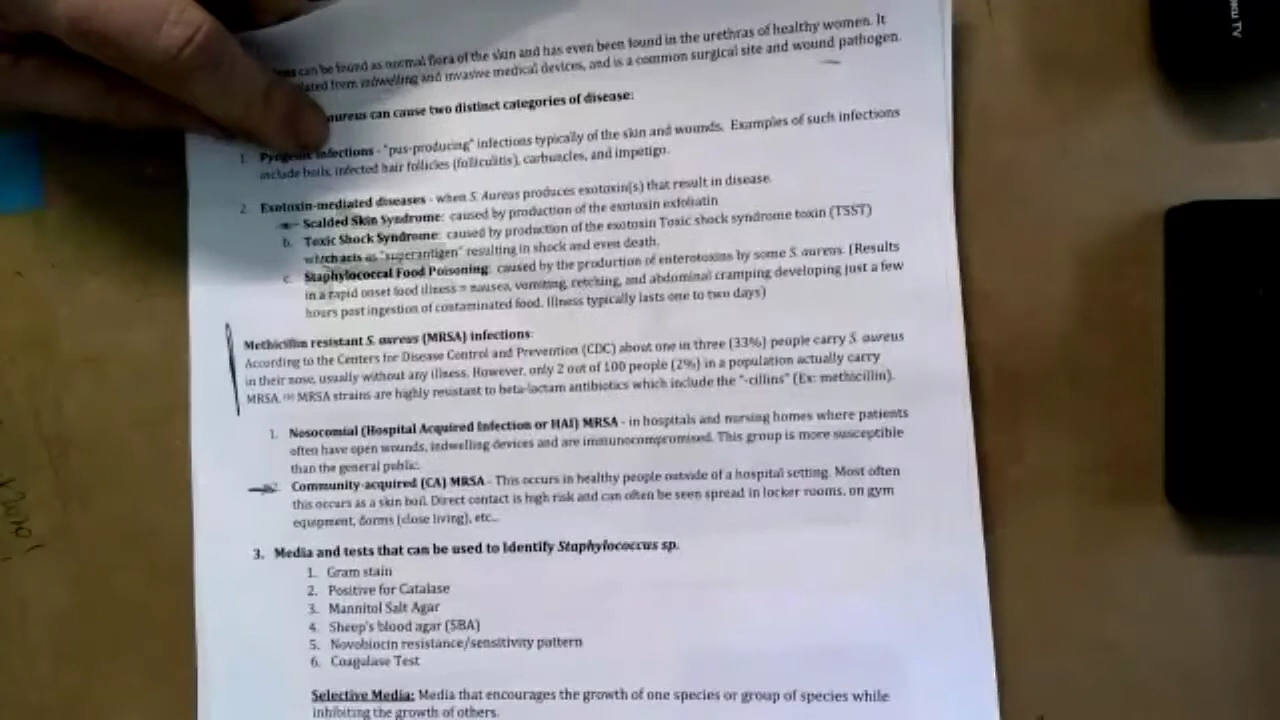 can be found as normal flora of the skin and has even been found in the urethras of healthy women. It
lated from indwelling and invasive medical devices, and is a common surgical site and wound pathogen.
aureus can cause two distinct categories of disease:
1. Pyogenic infections - "pus-producing" infections typically of the skin and wounds. Examples of such infections
include boils, infected hair follicles (folliculitis), carbuncles, and impetigo.
2. Exotoxin-mediated diseases - when S. Aureas produces exotoxin(s) that result in disease.
Scalded Skin Syndrome: caused by production of the exotoxin exfoliatin
b. Toxic Shock Syndrome: caused by production of the exotoxin Toxic shock syndrome toxin (TSST)
which acts as "superantigen" resulting in shock and even death.
c. Staphylococcal Food Poisoning: caused by the production of enterotoxins by some S. aureus. (Results
in a rapid onset food illness = nausea, vomiting, retching, and abdominal cramping developing just a few
hours post ingestion of contaminated food. Illness typically lasts one to two days)
Methicillin resistant S. aureus (MRSA) infections:
According to the Centers for Disease Control and Prevention (CDC) about one in three (33%) people carry S. aureus
in their nose, usually without any illness. However, only 2 out of 100 people (2%) in a population actually carry
MRSA. MRSA strains are highly resistant to beta-lactam antibiotics which include the "-cillins" (Ex: methicillin).
1. Nosocomial (Hospital Acquired Infection or HAI) MRSA - in hospitals and nursing homes where patients
often have open wounds, indwelling devices and are immunocompromised. This group is more susceptible
than the general public.
Community-acquired (CA) MRSA - This occurs in healthy people outside of a hospital setting. Most often
this occurs as a skin boil. Direct contact is high risk and can often be seen spread in locker rooms, on gym
equipment, dorms (close living), etc...
3. Media and tests that can be used to Identify Staphylococcus sp.
1. Gram stain
2. Positive for Catalase
3. Mannitol Salt Agar
4. Sheep's blood agar (SBA)
5. Novobiocin resistance/sensitivity pattern
6. Coagulase Test
Selective Media: Media that encourages the growth of one species or group of species while
inhibiting the growth of others.
TV